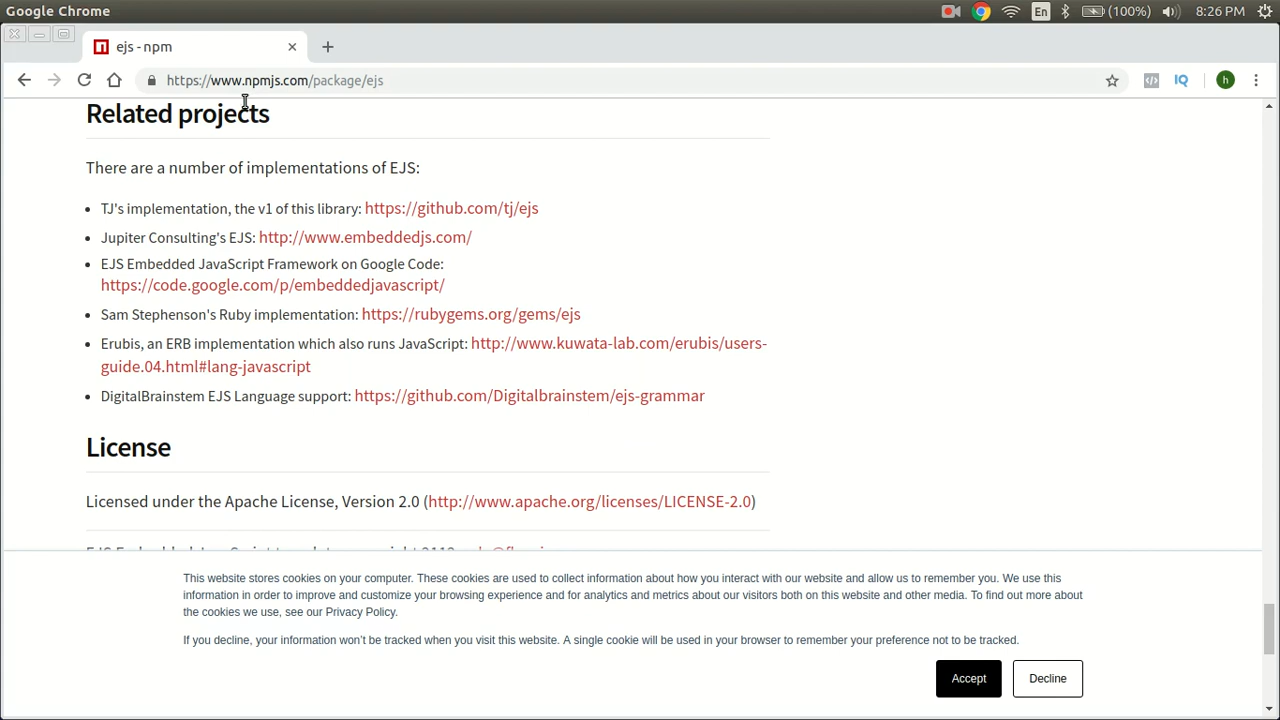 Google Chrome
En
(100%)
8:26 PM
ejs - npm
https://www.npmjs.com/package/ejs
IQ
h
Related projects
There are a number of implementations of EJS:
• TJ's implementation, the v1 of this library: https://github.com/tj/ejs
• Jupiter Consulting's EJS: http://www.embeddedjs.com/
• EJS Embedded JavaScript Framework on Google Code:
https://code.google.com/p/embeddedjavascript/
• Sam Stephenson's Ruby implementation: https://rubygems.org/gems/ejs
• Erubis, an ERB implementation which also runs JavaScript: http://www.kuwata-lab.com/erubis/users-
guide.04.html#lang-javascript
• DigitalBrainstem EJS Language support: https://github.com/Digitalbrainstem/ejs-grammar
License
Licensed under the Apache License, Version 2.0 (http://www.apache.org/licenses/LICENSE-2.0)
This website stores cookies on your computer. These cookies are used to collect information about how you interact with our website and allow us to remember you. We use this
information in order to improve and customize your browsing experience and for analytics and metrics about our visitors both on this website and other media. To find out more about
the cookies we use, see our Privacy Policy.
If you decline, your information won't be tracked when you visit this website. A single cookie will be used in your browser to remember your preference not to be tracked.
Accept
Decline